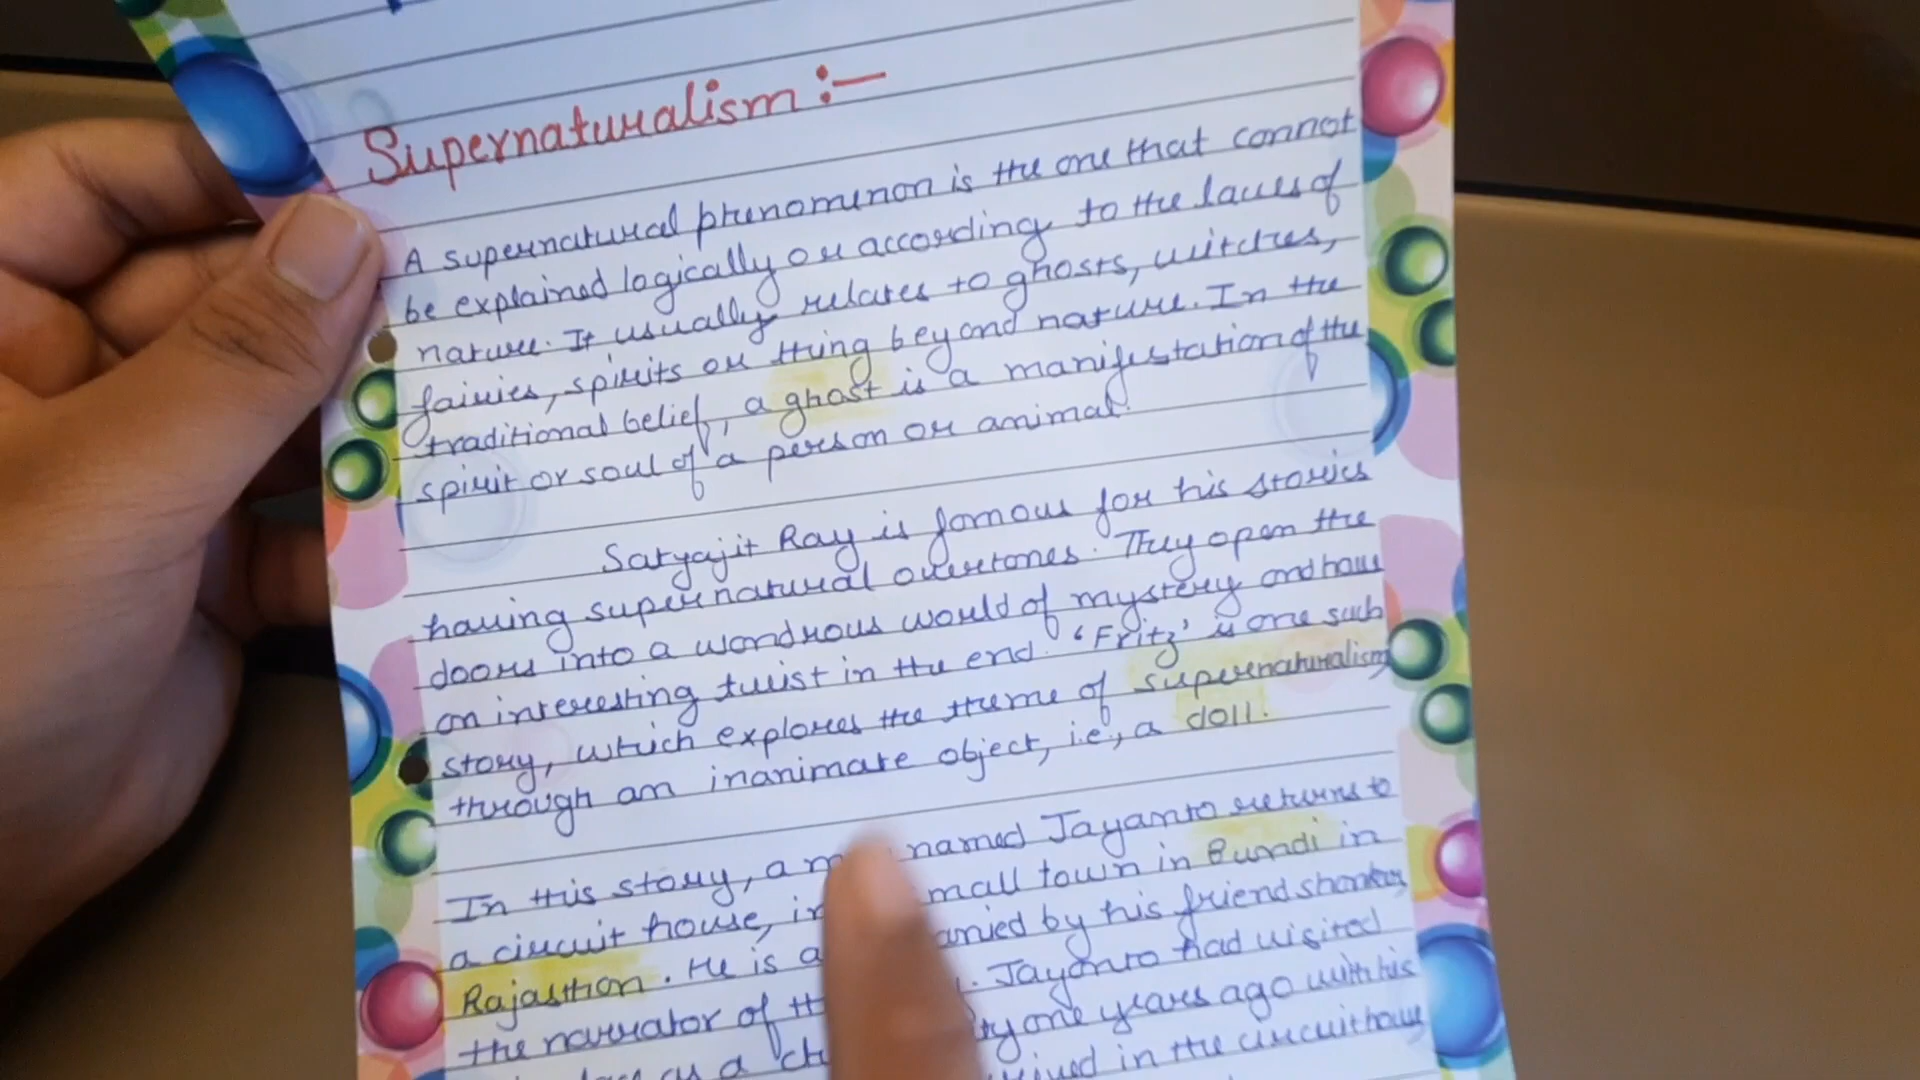 Supernaturalism :-
A supernatural phenomenon is the one that cannot
be explained logically or according to the laws of
nature. It usually relates to ghosts, witches,
fairies, spirits or thing beyond nature. In the
traditional belief, a ghost is a manifestation of the
spirit or soul of a person or animal.
Satyajit Ray is famous for his stories
having supernatural overtones. They open the
doors into a wondrous world of mystery and have
an interesting twist in the end. 'Fritz' is one such
story, which explores the theme of supernaturalism
through an inanimate object, i.e., a doll.
In this story, a named Jayanto returns to
a circuit house, in small town in Bundi in
Rajasthan. He is by his friend Shankar,
the narrator of Jayanto had visited
one years ago with his
as a in the circuit house